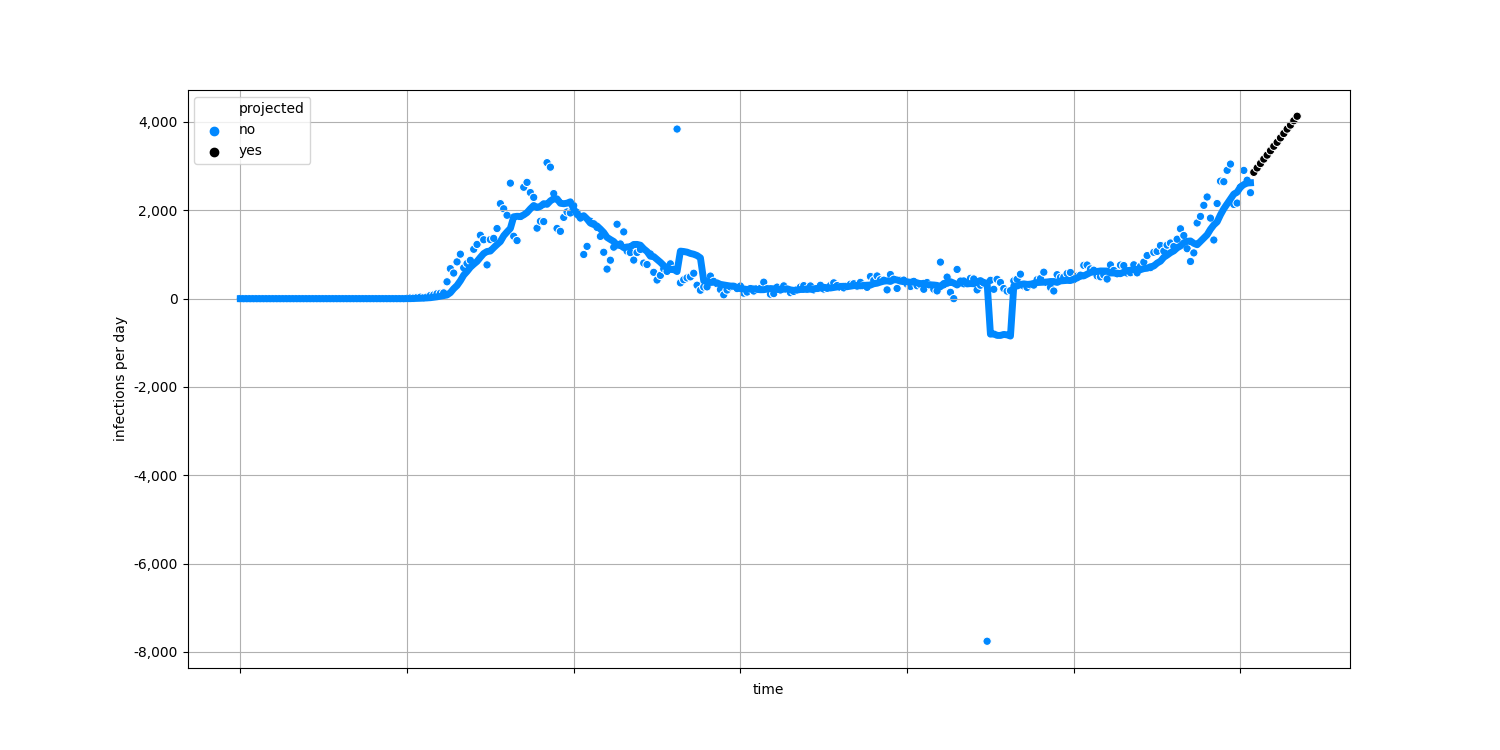 projected
no
yes
4,000
2,000
0
-2,000
-4,000
-6,000
-8,000
infections per day
time